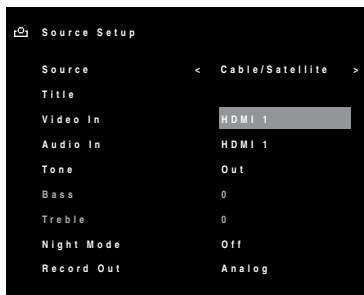 Source Setup
Source < Cable/Satellite >
Title
Video In HDMI 1
Audio In HDMI 1
Tone Out
Bass 0
Treble 0
Night Mode Off
Record Out Analog